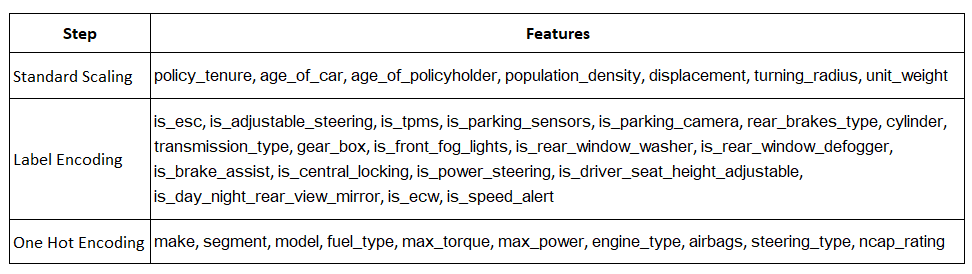 Step Features
Standard Scaling policy_tenure, age_of_car, age_of_policyholder, population_density, displacement, turning_radius, unit_weight
Label Encoding
is_esc, is_adjustable_steering, is_tpms, is_parking_sensors, is_parking_camera, rear_brakes_type, cylinder,
transmission_type, gear_box, is_front_fog_lights, is_rear_window_washer, is_rear_window_defogger,
is_brake_assist, is_central_locking, is_power_steering, is_driver_seat_height_adjustable,
is_day_night_rear_view_mirror, is_ecw, is_speed_alert
One Hot Encoding make, segment, model, fuel_type, max_torque, max_power, engine_type, airbags, steering_type, ncap_rating